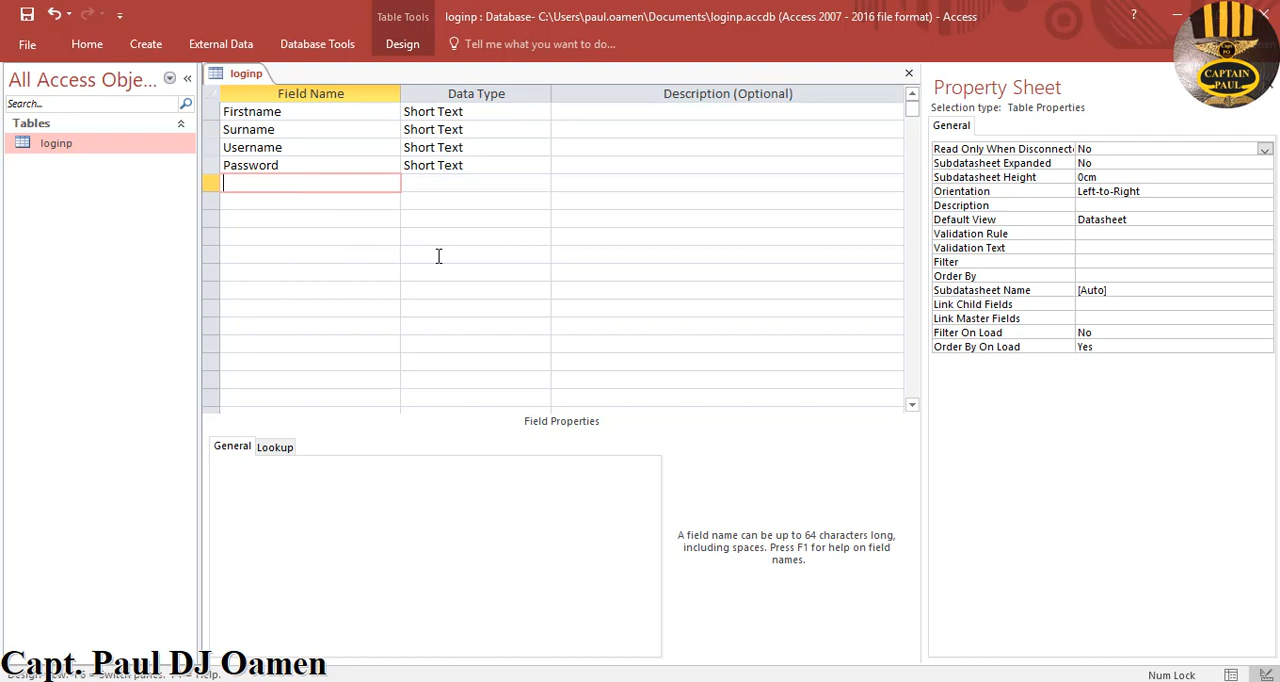 Table Tools
loginp : Database- C:\Users\paul.oamen\Documents\loginp.accdb (Access 2007 - 2016 file format) - Access
?
File Home Create External Data Database Tools Design Tell me what you want to do...
CAPTAIN
PAUL
All Access Obje...
Search...
Tables
loginp
loginp
Field Name Data Type Description (Optional)
Firstname Short Text
Surname Short Text
Username Short Text
Password Short Text
Field Properties
General Lookup
A field name can be up to 64 characters long,
including spaces. Press F1 for help on field
names.
Property Sheet
Selection type: Table Properties
General
Read Only When Disconnect No
Subdatasheet Expanded No
Subdatasheet Height 0cm
Orientation Left-to-Right
Description
Default View Datasheet
Validation Rule
Validation Text
Filter
Order By
Subdatasheet Name [Auto]
Link Child Fields
Link Master Fields
Filter On Load No
Order By On Load Yes
Capt. Paul DJ Oamen
Num Lock